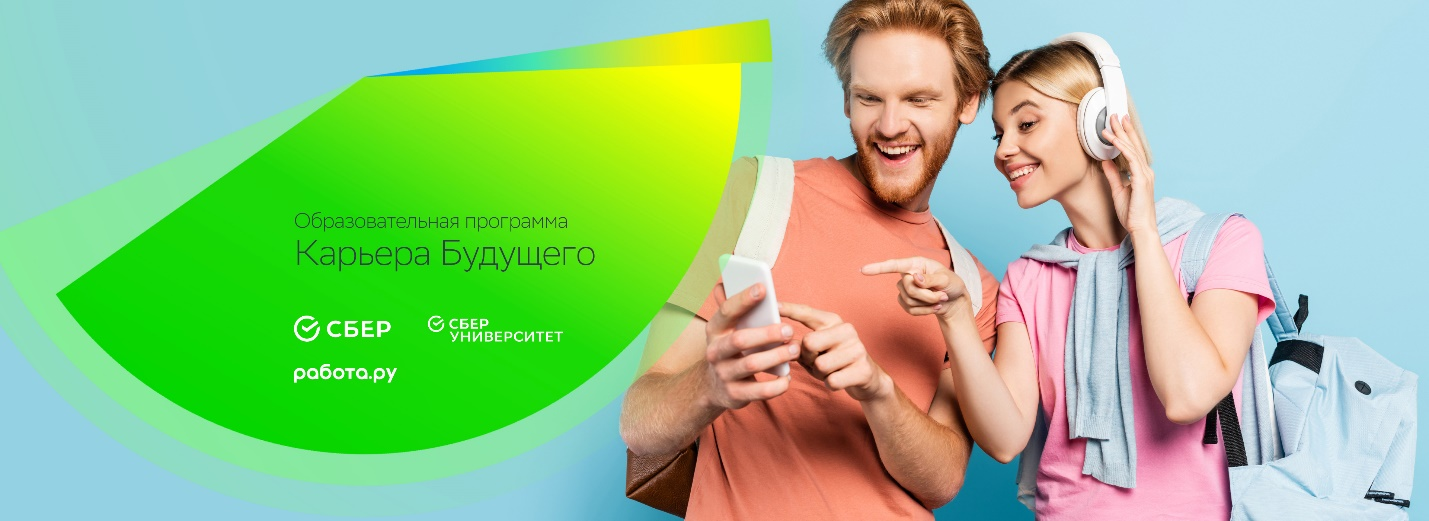 Образовательная программа
Карьера Будущего
СБЕР
СБЕР
УНИВЕРСИТЕТ
работа.ру